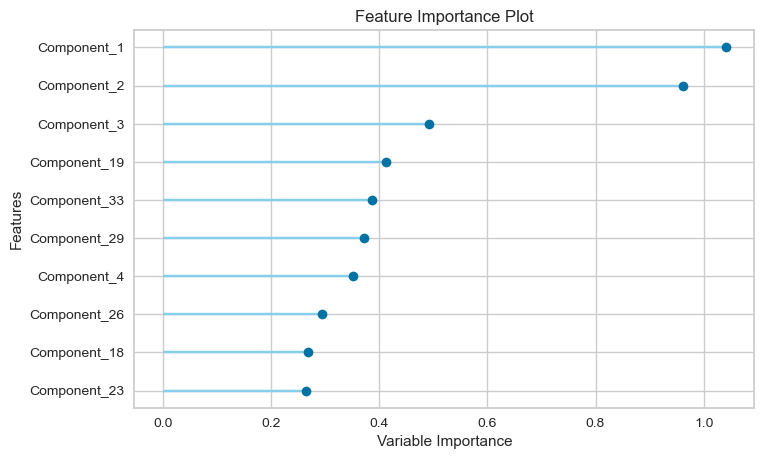 Feature Importance Plot
Component_1
Component_2
Component_3
Component_19
Component_33
Component_29
Component_4
Component_26
Component_18
Component_23
Features
0.0 0.2 0.4 0.6 0.8 1.0
Variable Importance